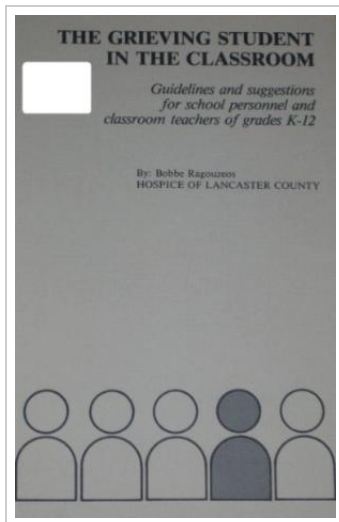 THE GRIEVING STUDENT
IN THE CLASSROOM
Guidelines and suggestions
for school personnel and
classroom teachers of grades K-12
By: Bobbe Ragouzeos
HOSPICE OF LANCASTER COUNTY